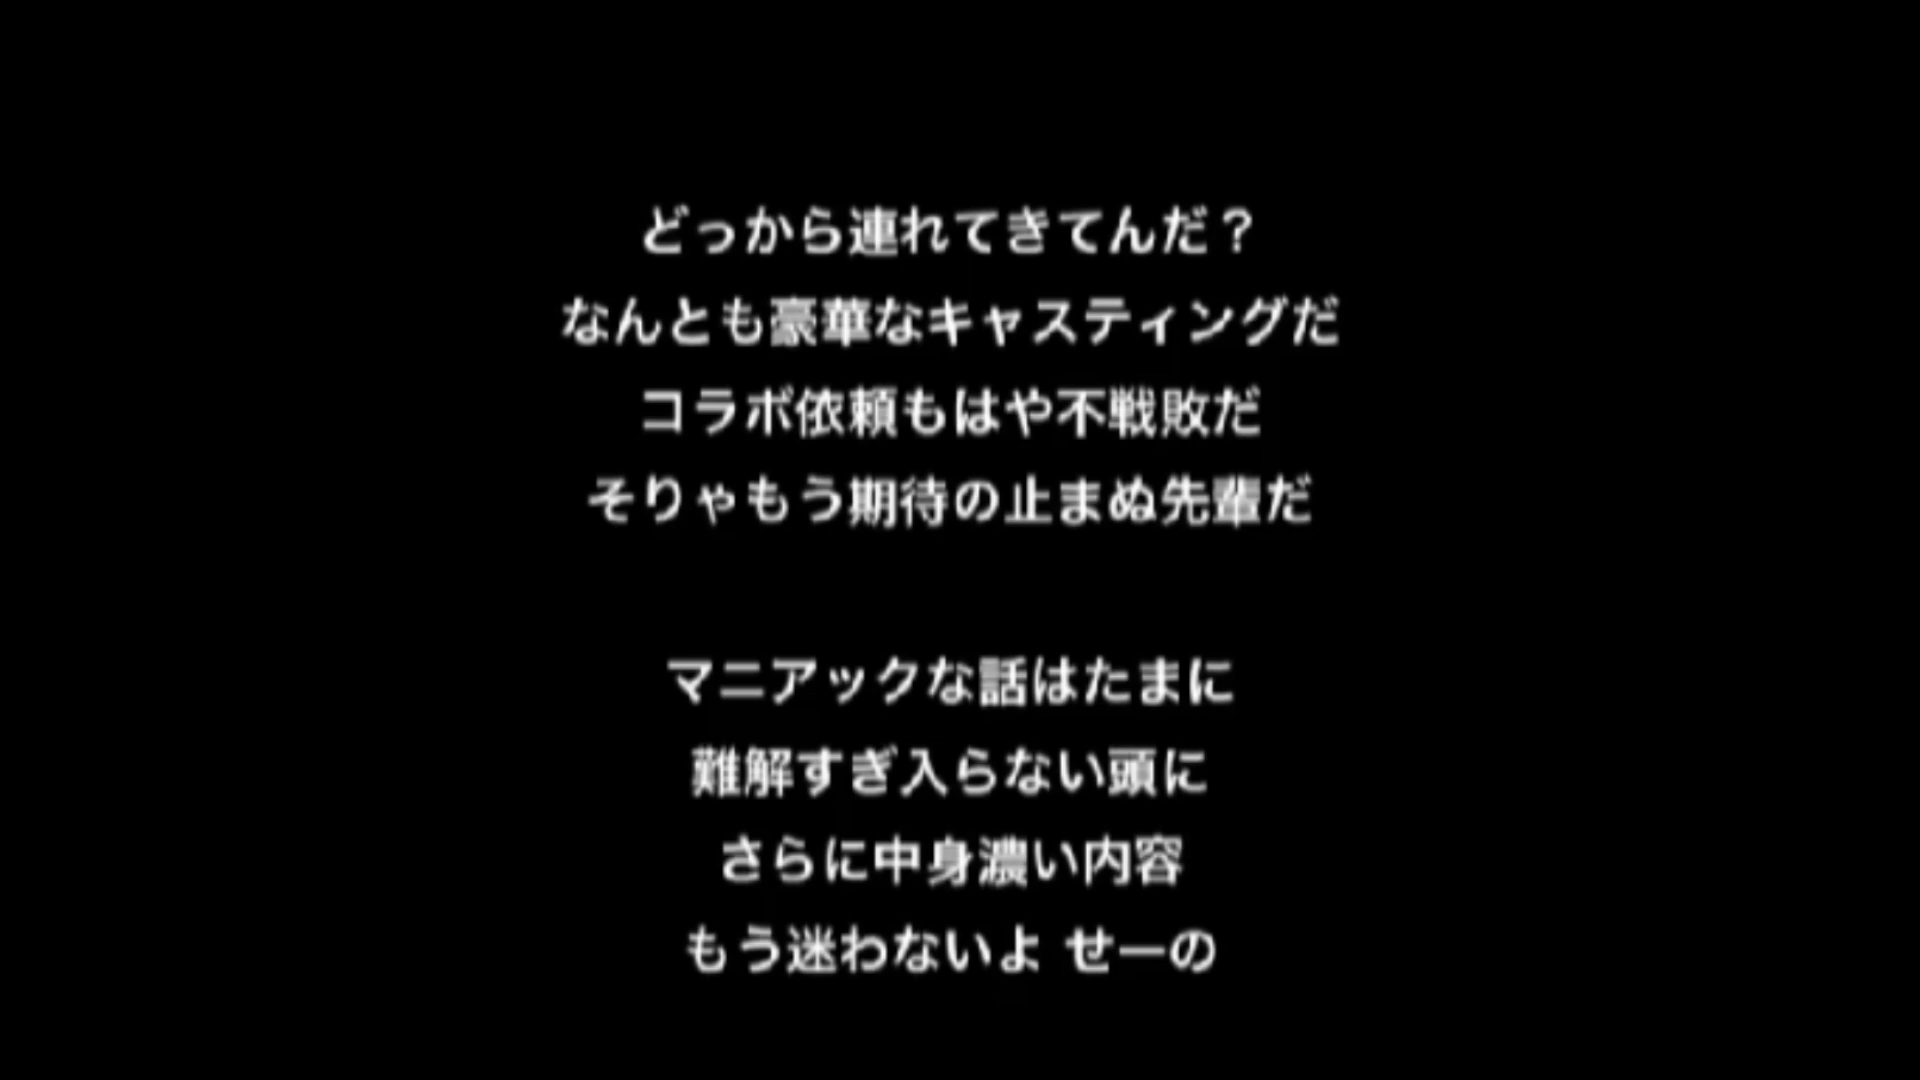 どっから連れてきてんだ？
なんとも豪華なキャスティングだ
コラボ依頼もはや不戦敗だ
そりゃもう期待の止まぬ先輩だ
マニアックな話はたまに
難解すぎ入らない頭に
さらに中身濃い内容
もう迷わないよ せーの